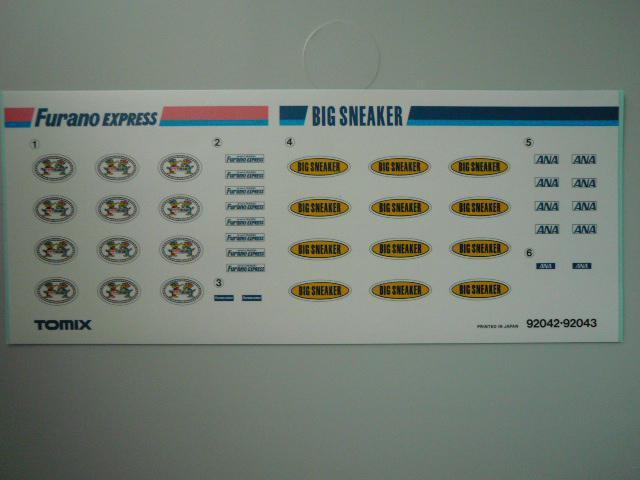 Furano EXPRESS
BIG SNEAKER
1
2
3
Furano EXPRESS
Furano EXPRESS
Furano EXPRESS
Furano EXPRESS
Furano EXPRESS
Furano EXPRESS
Furano EXPRESS
Furano EXPRESS
4
BIG SNEAKER BIG SNEAKER BIG SNEAKER
BIG SNEAKER BIG SNEAKER BIG SNEAKER
BIG SNEAKER BIG SNEAKER BIG SNEAKER
BIG SNEAKER BIG SNEAKER BIG SNEAKER
5
ANA ANA
ANA ANA
ANA ANA
ANA ANA
6
ANA ANA
TOMIX
PRINTED IN JAPAN 92042·92043